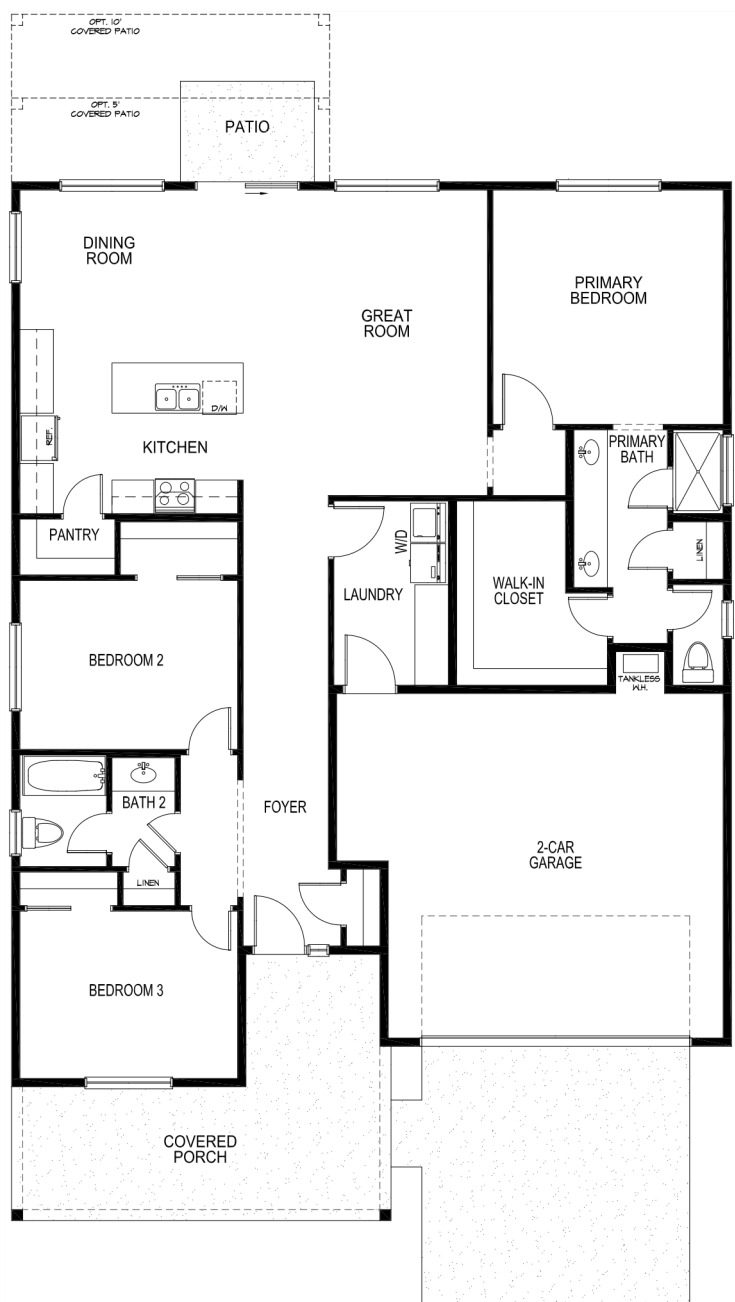 OPT. 10'
COVERED PATIO
OPT. 5'
COVERED PATIO
PATIO
DINING
ROOM
GREAT
ROOM
PRIMARY
BEDROOM
D/W
REF.
KITCHEN
PRIMARY
BATH
PANTRY
W/D
LINEN
LAUNDRY
WALK-IN
CLOSET
BEDROOM 2
TANKLESS
W.H.
BATH 2
FOYER
2-CAR
GARAGE
LINEN
BEDROOM 3
COVERED
PORCH